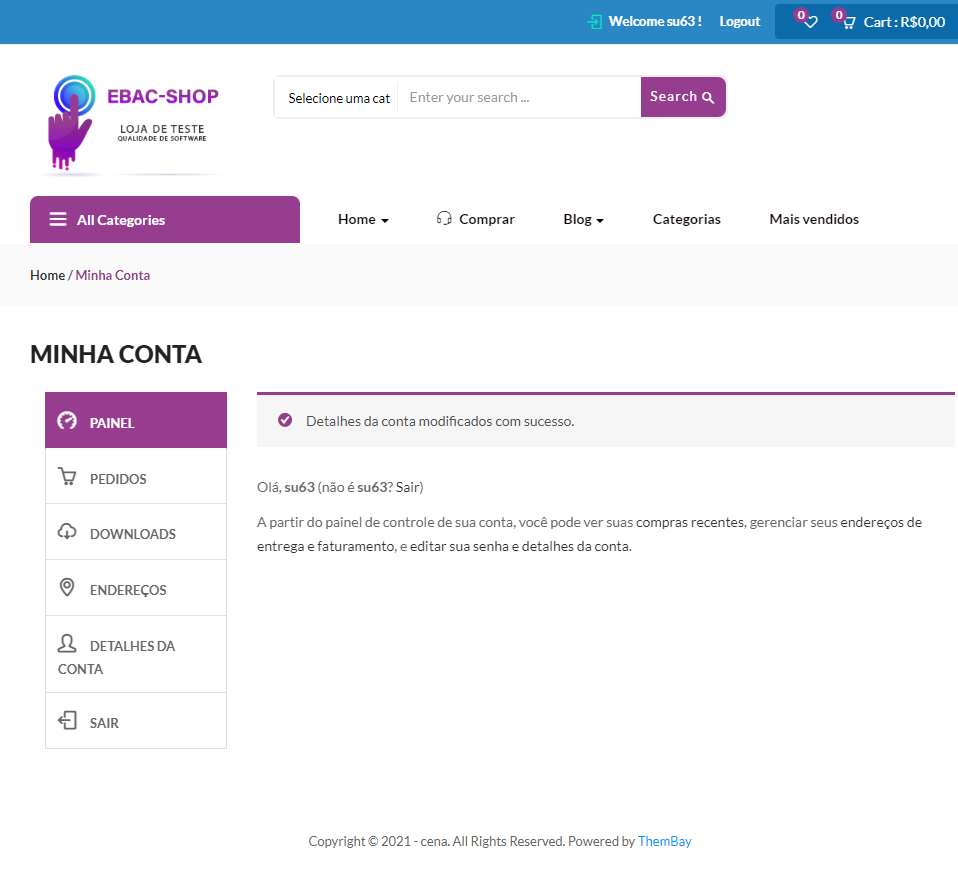 Welcome su63 ! Logout 0 0 Cart : R$0,00
EBAC-SHOP
LOJA DE TESTE
QUALIDADE DE SOFTWARE
Selecione uma cat Enter your search ... Search
All Categories Home Comprar Blog Categorias Mais vendidos
Home / Minha Conta
MINHA CONTA
PAINEL
PEDIDOS
DOWNLOADS
ENDEREÇOS
DETALHES DA
CONTA
SAIR
Detalhes da conta modificados com sucesso.
Olá, su63 (não é su63? Sair)
A partir do painel de controle de sua conta, você pode ver suas compras recentes, gerenciar seus endereços de
entrega e faturamento, e editar sua senha e detalhes da conta.
Copyright © 2021 - cena. All Rights Reserved. Powered by ThemBay